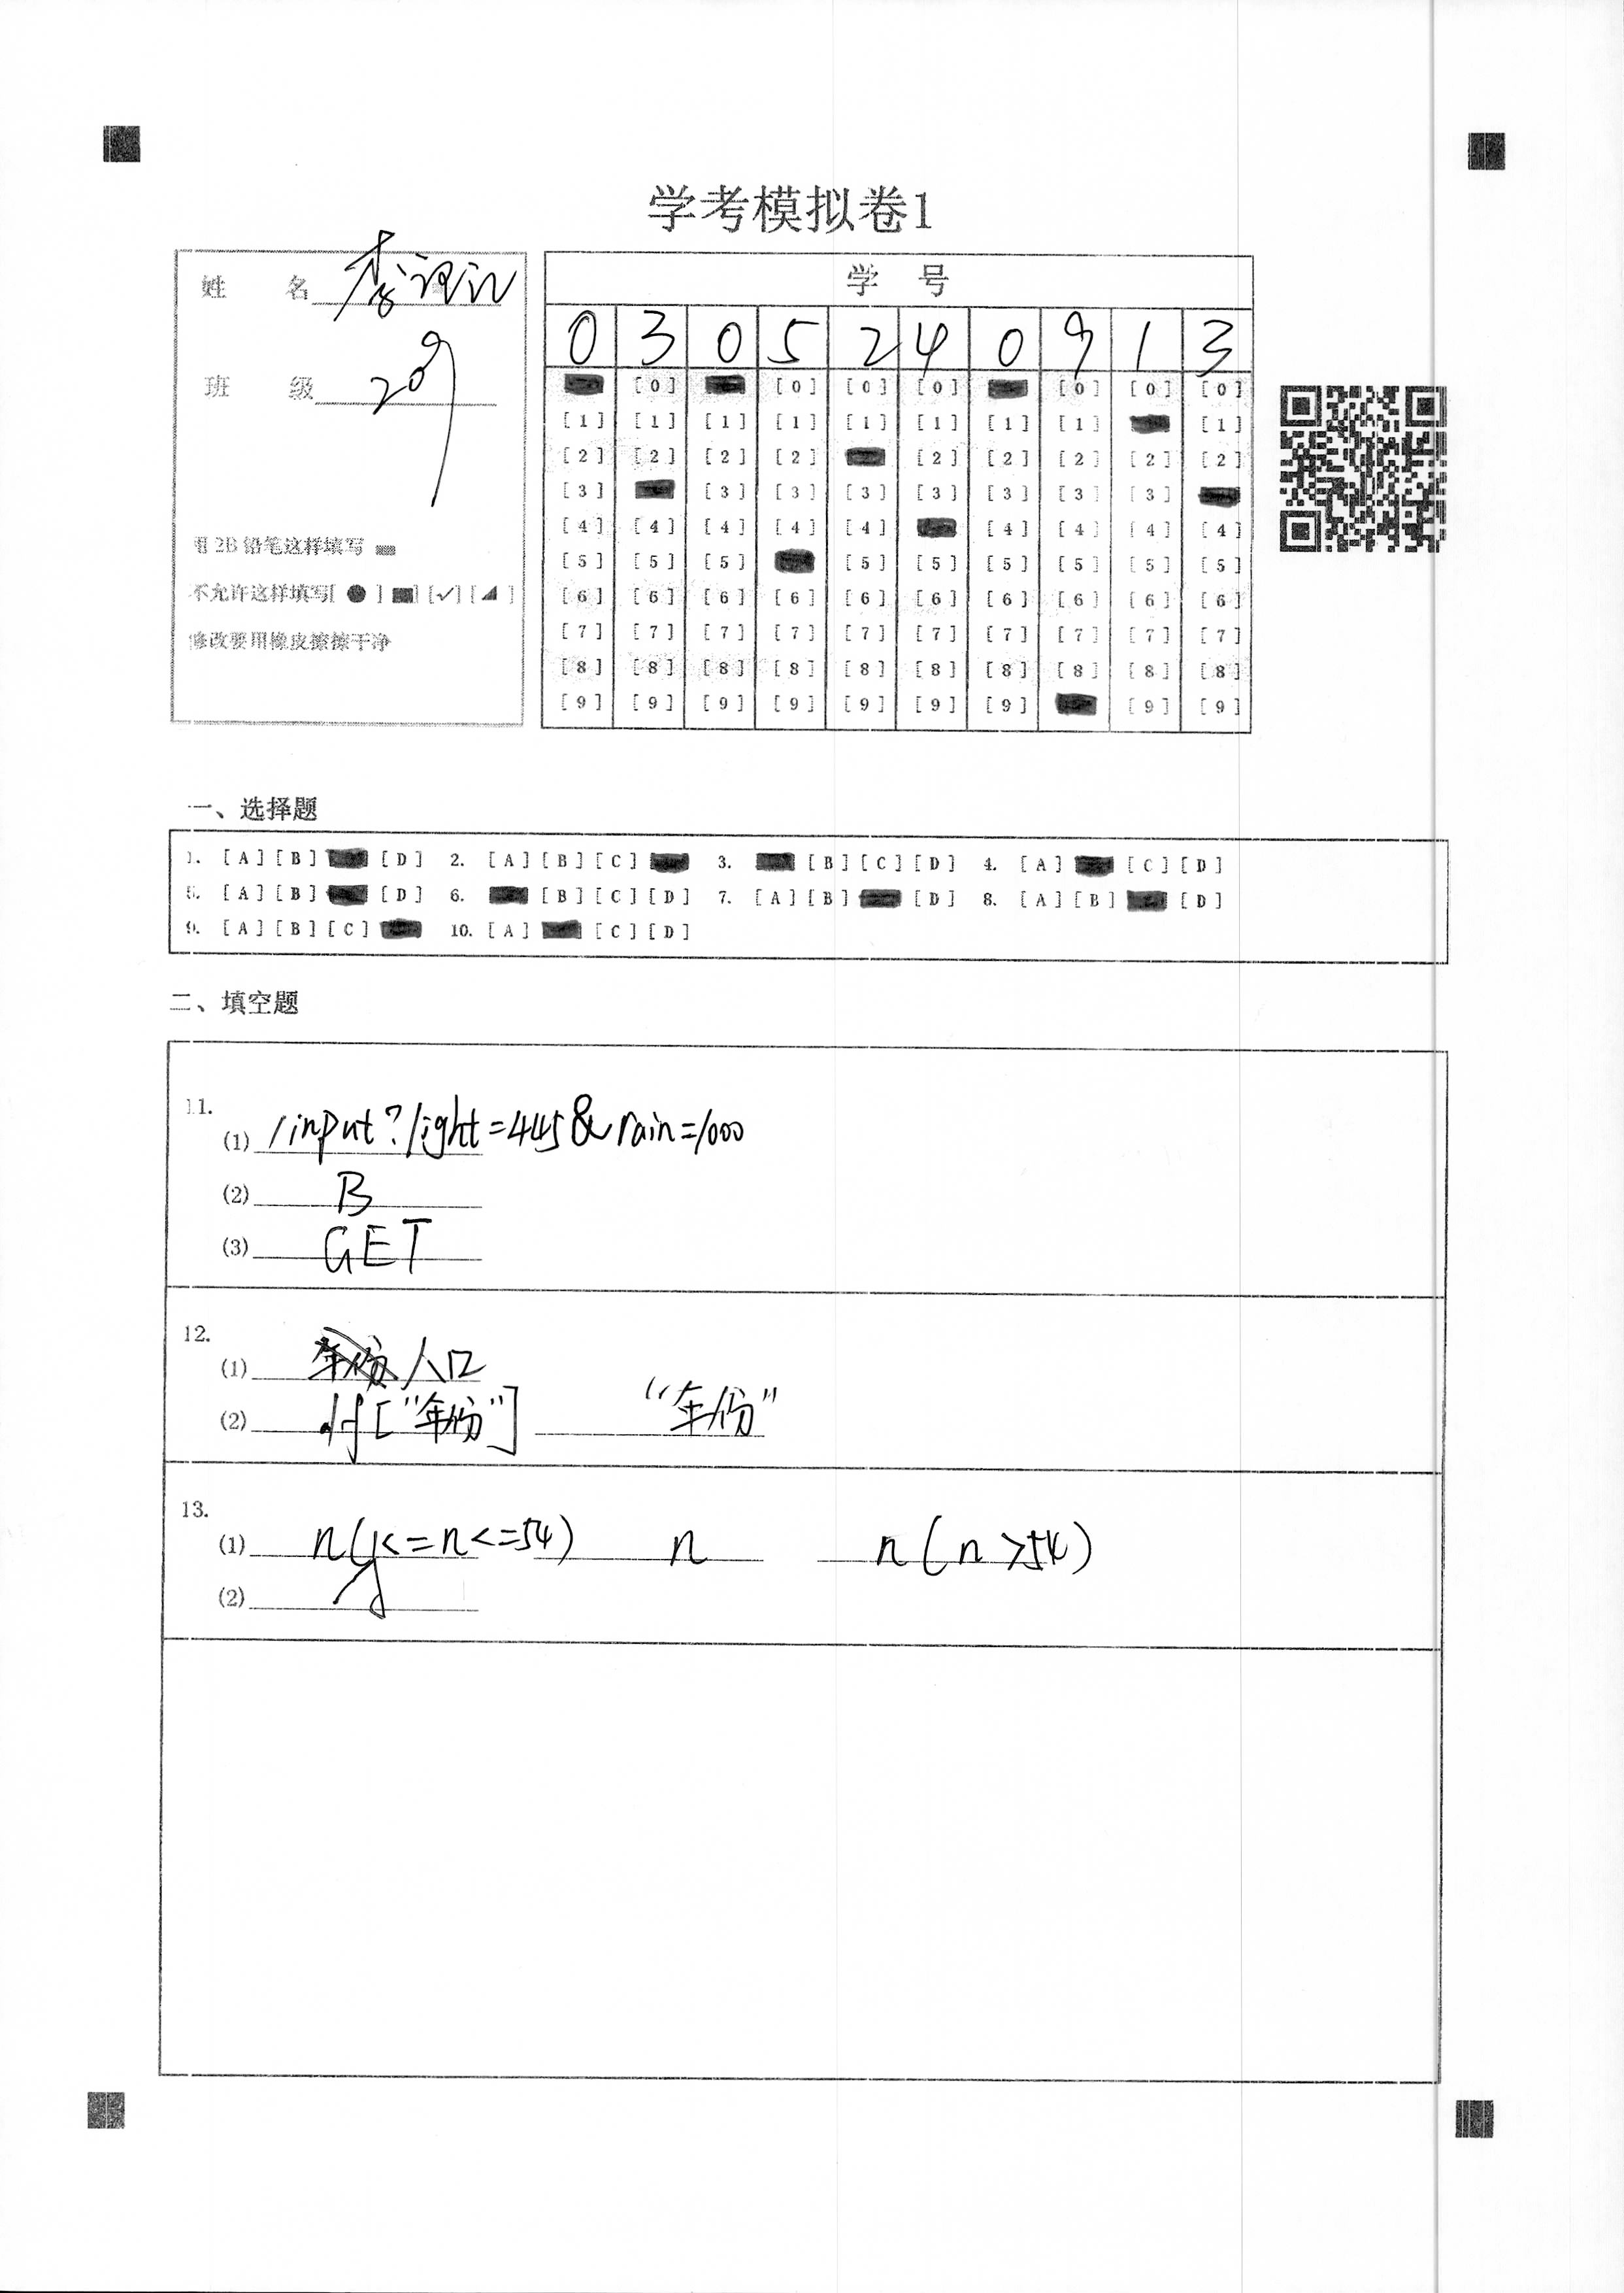 学考模拟卷1
姓 名 李
班 级 209
用 2B 铅笔这样填写
不允许这样填写[ ● ] [■] [✓] [◢ ]
修改要用橡皮擦擦干净
学 号
0 3 0 5 2 4 0 9 1 3
[0] [0] [0] [0] [0] [0] [0]
[1] [1] [1] [1] [1] [1] [1] [1] [1]
[2] [2] [2] [2] [2] [2] [2] [2] [2]
[3] [3] [3] [3] [3] [3] [3] [3]
[4] [4] [4] [4] [4] [4] [4] [4] [4]
[5] [5] [5] [5] [5] [5] [5] [5] [5]
[6] [6] [6] [6] [6] [6] [6] [6] [6] [6]
[7] [7] [7] [7] [7] [7] [7] [7] [7] [7]
[8] [8] [8] [8] [8] [8] [8] [8] [8] [8]
[9] [9] [9] [9] [9] [9] [9] [9] [9]
一、选择题
1. [A] [B] [D] 2. [A] [B] [C] 3. [B] [C] [D] 4. [A] [C] [D]
5. [A] [B] [D] 6. [B] [C] [D] 7. [A] [B] [D] 8. [A] [B] [D]
9. [A] [B] [C] 10. [A] [C] [D]
二、填空题
11.
(1) /input?light=445&rain=1000
(2) B
(3) GET
12.
(1) 人口
(2) df["年份"] "年份"
13.
(1) n(y<=n<=54) n n(n>54)
(2) y